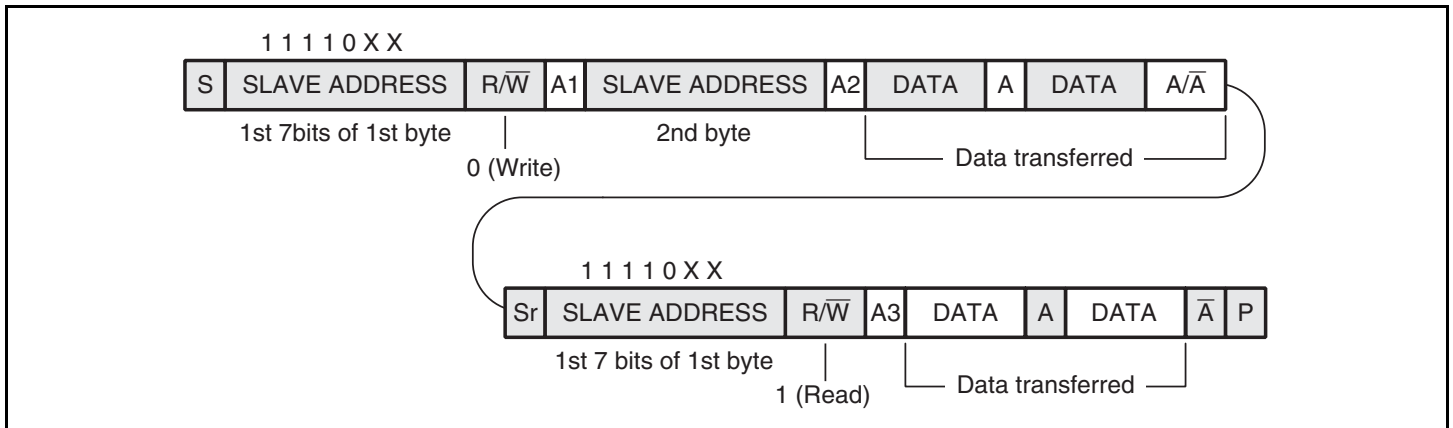 1 1 1 1 0 X X
S SLAVE ADDRESS R/W̅ A1 SLAVE ADDRESS A2 DATA A DATA A/A̅
1st 7bits of 1st byte 2nd byte
0 (Write) Data transferred
1 1 1 1 0 X X
Sr SLAVE ADDRESS R/W̅ A3 DATA A DATA A̅ P
1st 7 bits of 1st byte
1 (Read) Data transferred